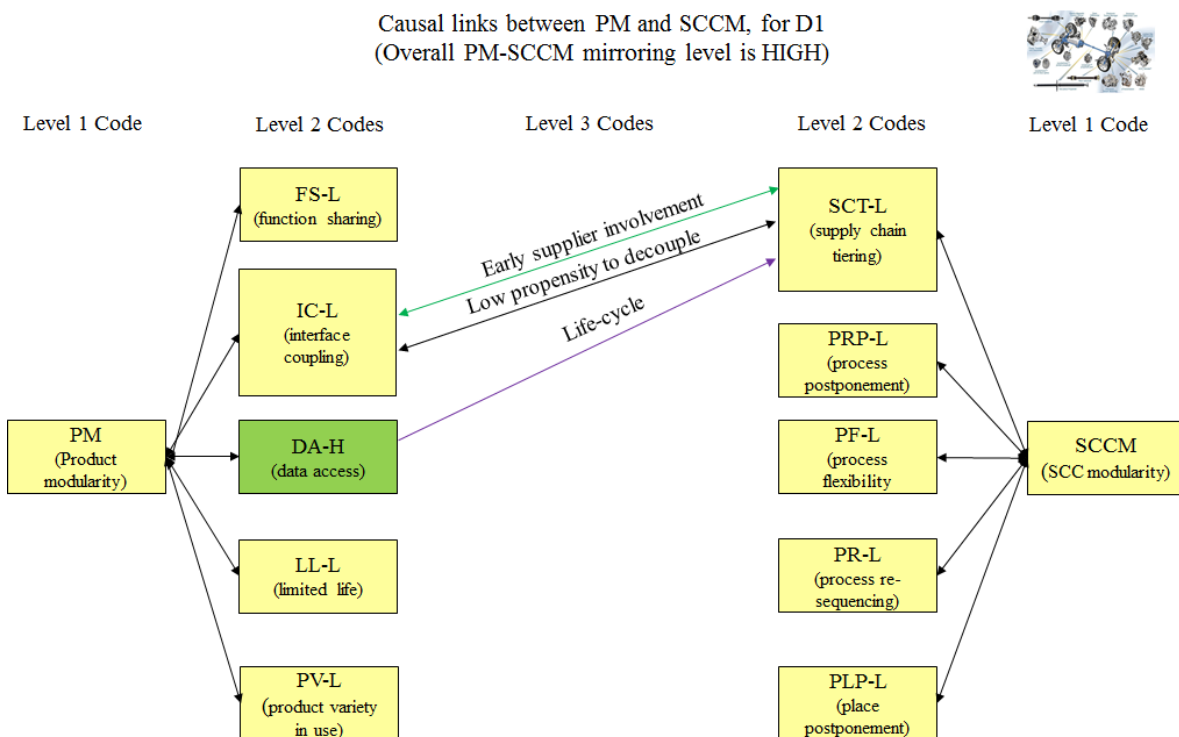 Causal links between PM and SCCM, for D1
(Overall PM-SCCM mirroring level is HIGH)
Level 1 Code
Level 2 Codes
Level 3 Codes
Level 2 Codes
Level 1 Code
FS-L
(function sharing)
IC-L
(interface
coupling)
DA-H
(data access)
LL-L
(limited life)
PV-L
(product variety
in use)
PM
(Product
modularity)
Early supplier involvement
Low propensity to decouple
Life-cycle
SCT-L
(supply chain
tiering)
PRP-L
(process
postponement)
PF-L
(process
flexibility
PR-L
(process re-
sequencing)
PLP-L
(place
postponement)
SCCM
(SCC modularity)